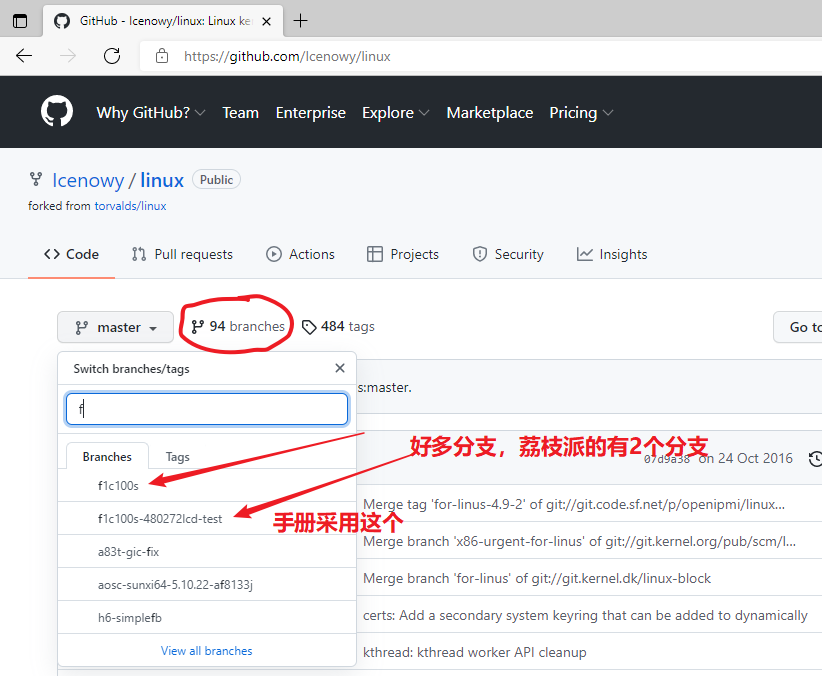 GitHub - Icenowy/linux: Linux ke
https://github.com/Icenowy/linux
Why GitHub? Team Enterprise Explore Marketplace Pricing
Icenowy / linux Public
forked from torvalds/linux
Code Pull requests Actions Projects Security Insights
master 94 branches 484 tags Go to
Switch branches/tags
s:master.
f
Branches Tags
好多分支，荔枝派的有2个分支
07d9a38 on 24 Oct 2016
f1c100s
Merge tag 'for-linus-4.9-2' of git://git.code.sf.net/p/openipmi/linux...
f1c100s-480272lcd-test
手册采用这个
Merge branch 'x86-urgent-for-linus' of git://git.kernel.org/pub/scm/l...
a83t-gic-fix
Merge branch 'for-linus' of git://git.kernel.dk/linux-block
aosc-sunxi64-5.10.22-af8133j
certs: Add a secondary system keyring that can be added to dynamically
h6-simplefb
View all branches
kthread: kthread worker API cleanup